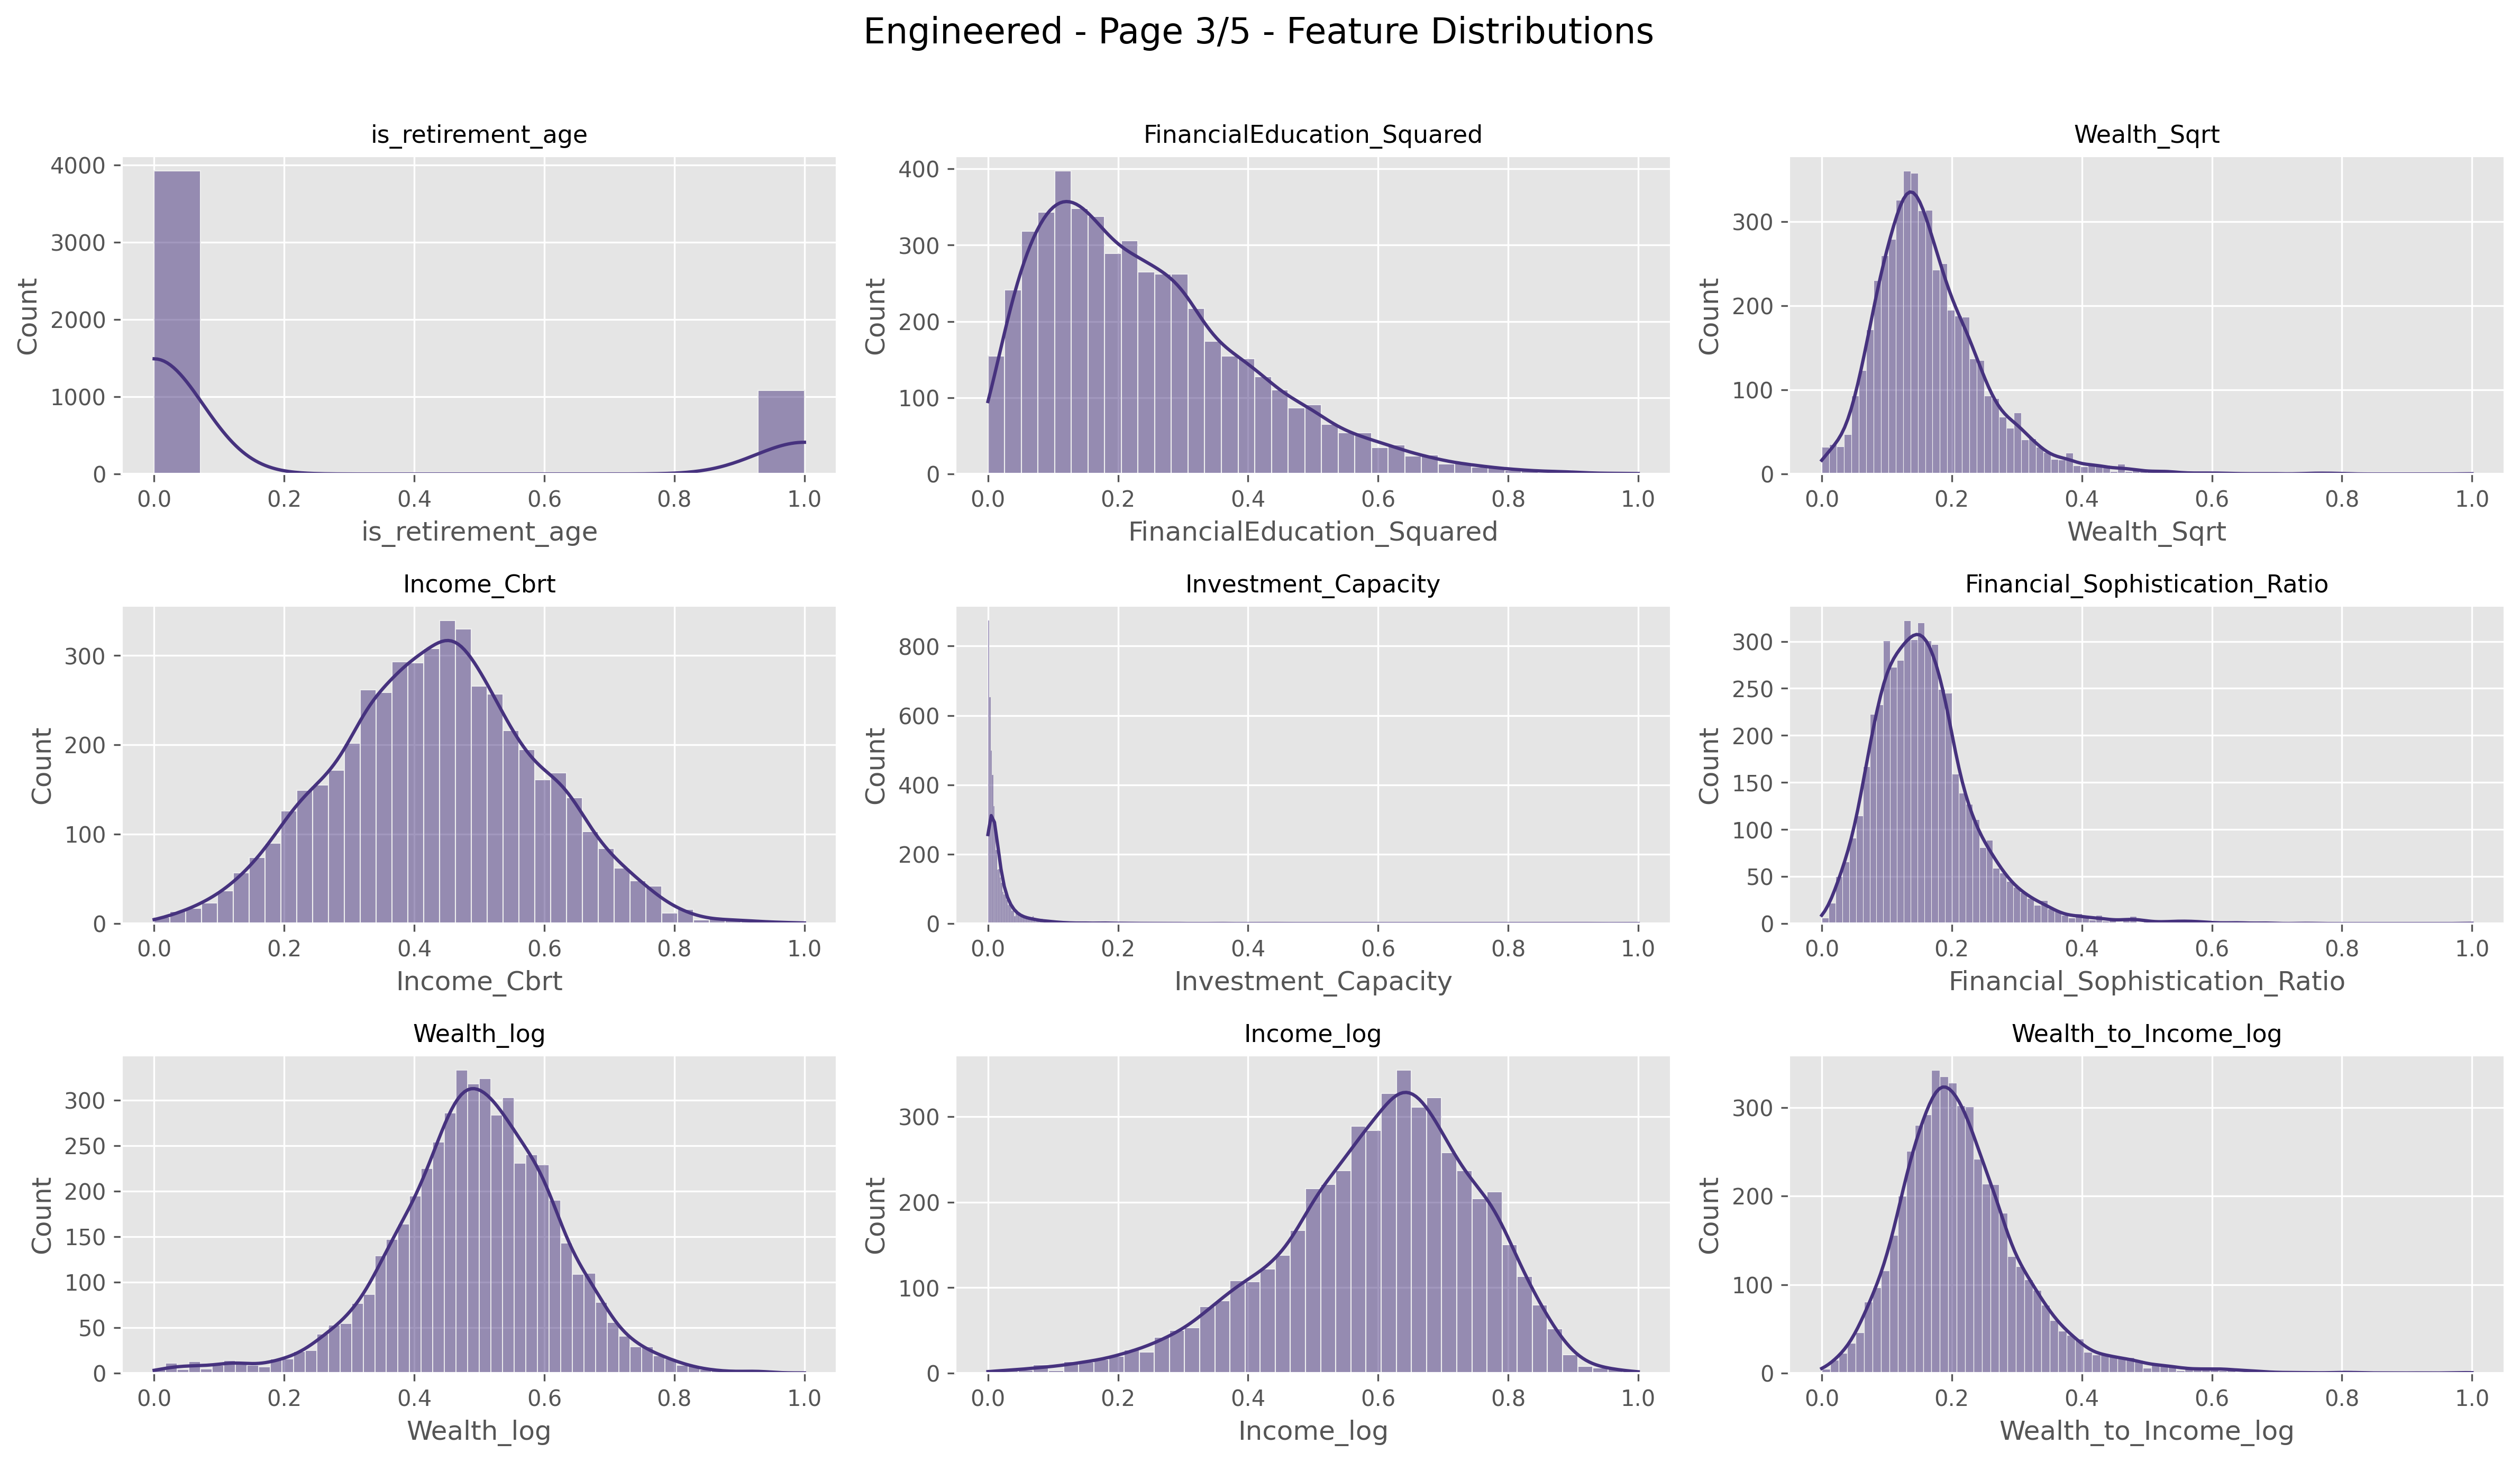 Engineered - Page 3/5 - Feature Distributions
is_retirement_age
Count
4000
3000
2000
1000
0
0.0 0.2 0.4 0.6 0.8 1.0
is_retirement_age
FinancialEducation_Squared
Count
400
300
200
100
0
0.0 0.2 0.4 0.6 0.8 1.0
FinancialEducation_Squared
Wealth_Sqrt
Count
300
200
100
0
0.0 0.2 0.4 0.6 0.8 1.0
Wealth_Sqrt
Income_Cbrt
Count
300
200
100
0
0.0 0.2 0.4 0.6 0.8 1.0
Income_Cbrt
Investment_Capacity
Count
800
600
400
200
0
0.0 0.2 0.4 0.6 0.8 1.0
Investment_Capacity
Financial_Sophistication_Ratio
Count
300
250
200
150
100
50
0
0.0 0.2 0.4 0.6 0.8 1.0
Financial_Sophistication_Ratio
Wealth_log
Count
300
250
200
150
100
50
0
0.0 0.2 0.4 0.6 0.8 1.0
Wealth_log
Income_log
Count
300
200
100
0
0.0 0.2 0.4 0.6 0.8 1.0
Income_log
Wealth_to_Income_log
Count
300
200
100
0
0.0 0.2 0.4 0.6 0.8 1.0
Wealth_to_Income_log